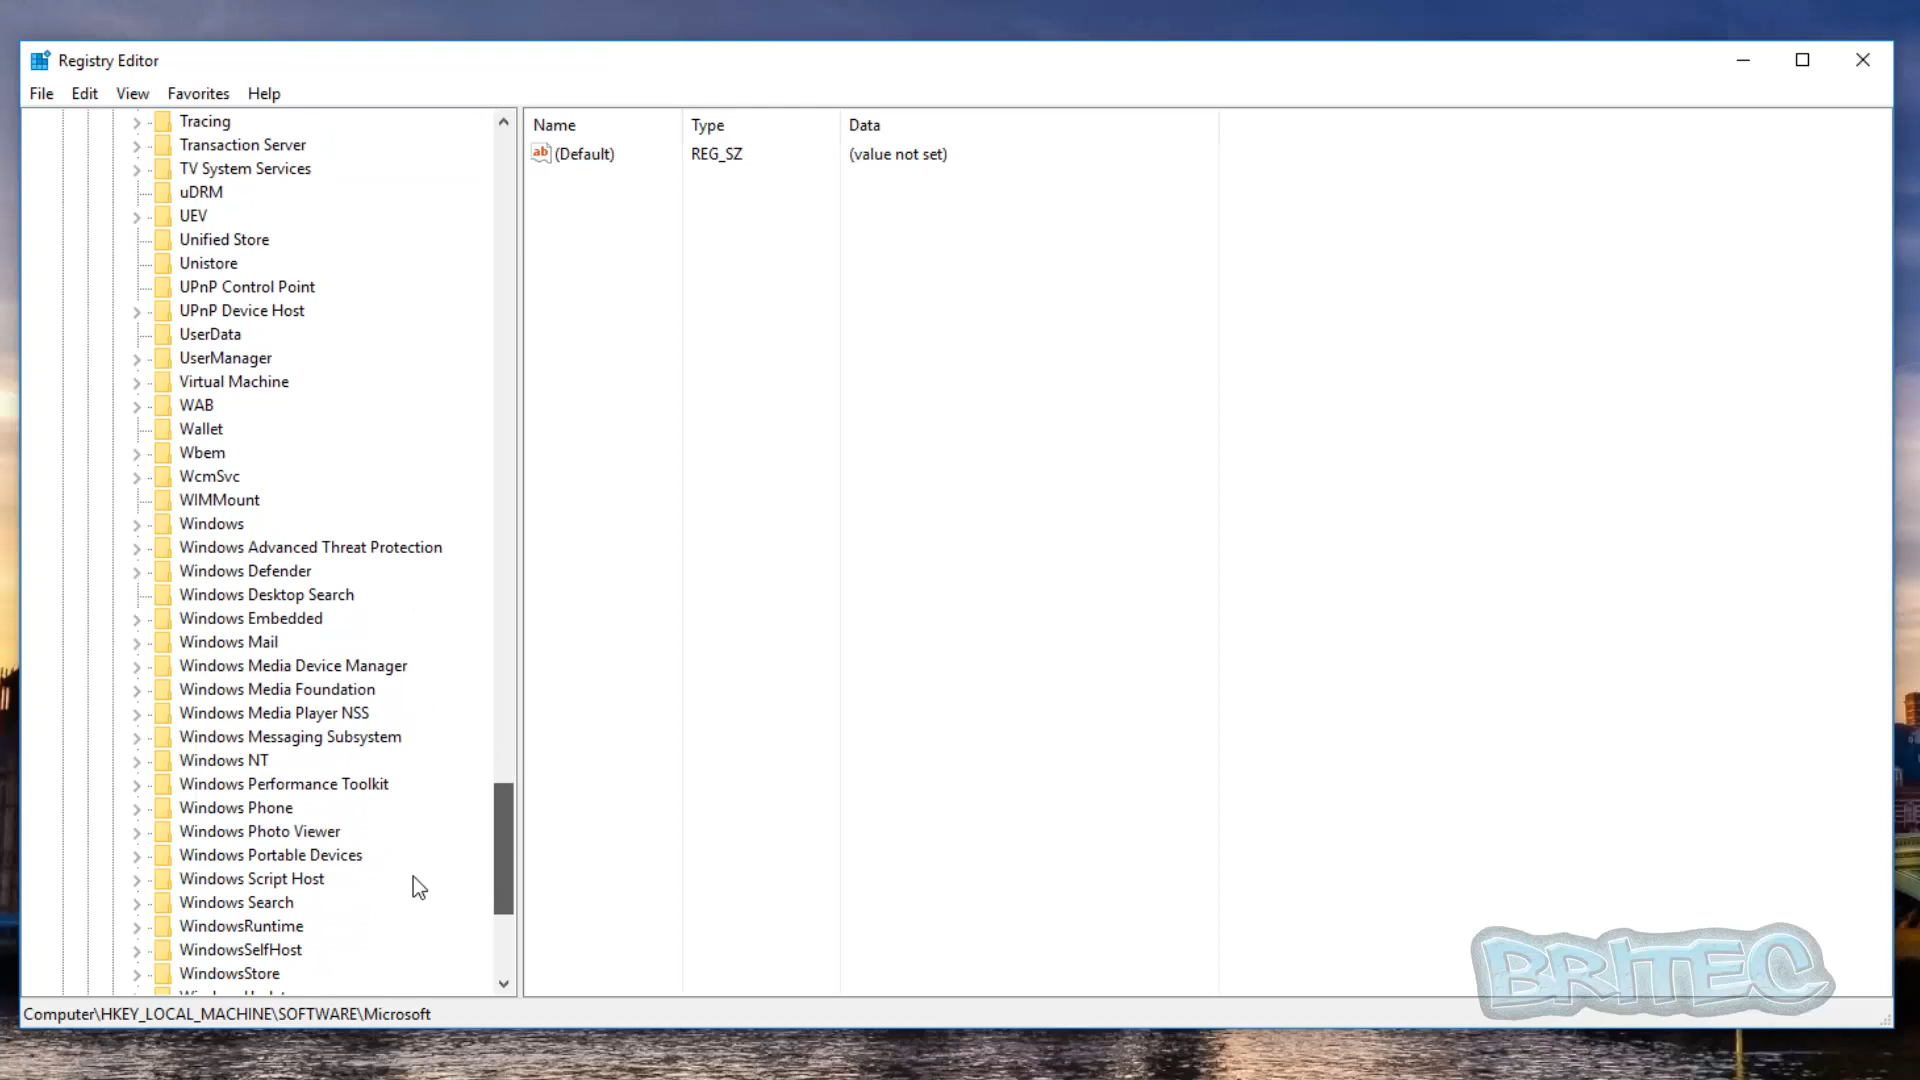 Registry Editor
File Edit View Favorites Help
Tracing
Transaction Server
TV System Services
uDRM
UEV
Unified Store
Unistore
UPnP Control Point
UPnP Device Host
UserData
UserManager
Virtual Machine
WAB
Wallet
Wbem
WcmSvc
WIMMount
Windows
Windows Advanced Threat Protection
Windows Defender
Windows Desktop Search
Windows Embedded
Windows Mail
Windows Media Device Manager
Windows Media Foundation
Windows Media Player NSS
Windows Messaging Subsystem
Windows NT
Windows Performance Toolkit
Windows Phone
Windows Photo Viewer
Windows Portable Devices
Windows Script Host
Windows Search
WindowsRuntime
WindowsSelfHost
WindowsStore
Name Type Data
ab (Default) REG_SZ (value not set)
Computer\HKEY_LOCAL_MACHINE\SOFTWARE\Microsoft
BRITEC